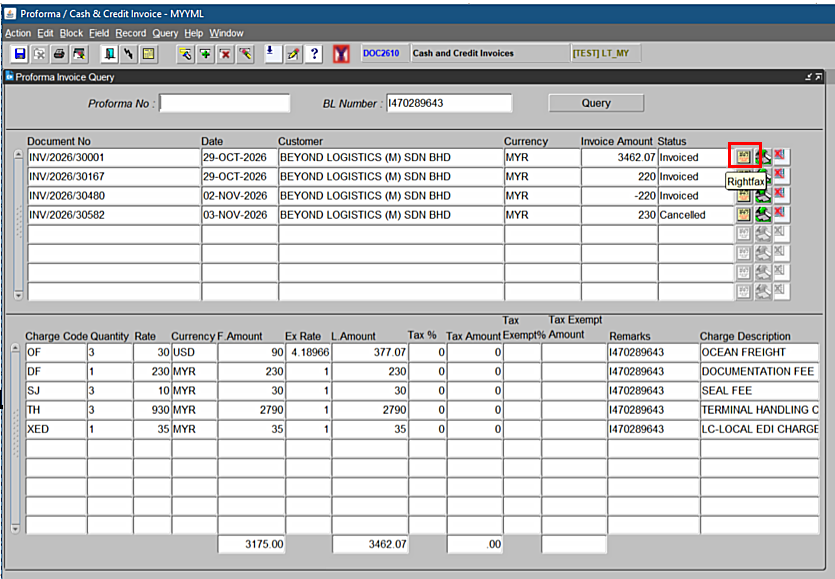 Proforma / Cash & Credit Invoice - MYYML
Action Edit Block Field Record Query Help Window
? Y DOC2610 Cash and Credit Invoices [TEST] LT_MY
Proforma Invoice Query
Proforma No : BL Number : I470289643 Query
Document No Date Customer Currency Invoice Amount Status
INV/2026/30001 29-OCT-2026 BEYOND LOGISTICS (M) SDN BHD MYR 3462.07 Invoiced
INV/2026/30167 29-OCT-2026 BEYOND LOGISTICS (M) SDN BHD MYR 220 Invoiced
Rightfax
INV/2026/30480 02-NOV-2026 BEYOND LOGISTICS (M) SDN BHD MYR -220 Invoiced
INV/2026/30582 03-NOV-2026 BEYOND LOGISTICS (M) SDN BHD MYR 230 Cancelled
Charge Code Quantity Rate Currency F.Amount Ex Rate L.Amount Tax % Tax Amount Tax Exempt% Tax Exempt Amount Remarks Charge Description
OF 3 30 USD 90 4.18966 377.07 0 0 I470289643 OCEAN FREIGHT
DF 1 230 MYR 230 1 230 0 0 I470289643 DOCUMENTATION FEE
SJ 3 10 MYR 30 1 30 0 0 I470289643 SEAL FEE
TH 3 930 MYR 2790 1 2790 0 0 I470289643 TERMINAL HANDLING C
XED 1 35 MYR 35 1 35 0 0 I470289643 LC-LOCAL EDI CHARGE
3175.00 3462.07 .00